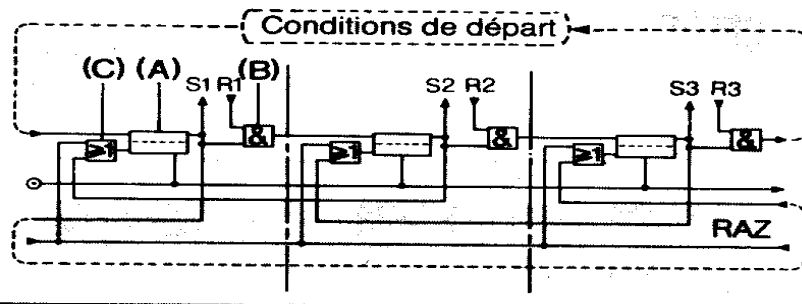 Conditions de départ
(C) (A) S1 R1 (B) S2 R2 S3 R3
& & &
≥1 ≥1 ≥1
RAZ